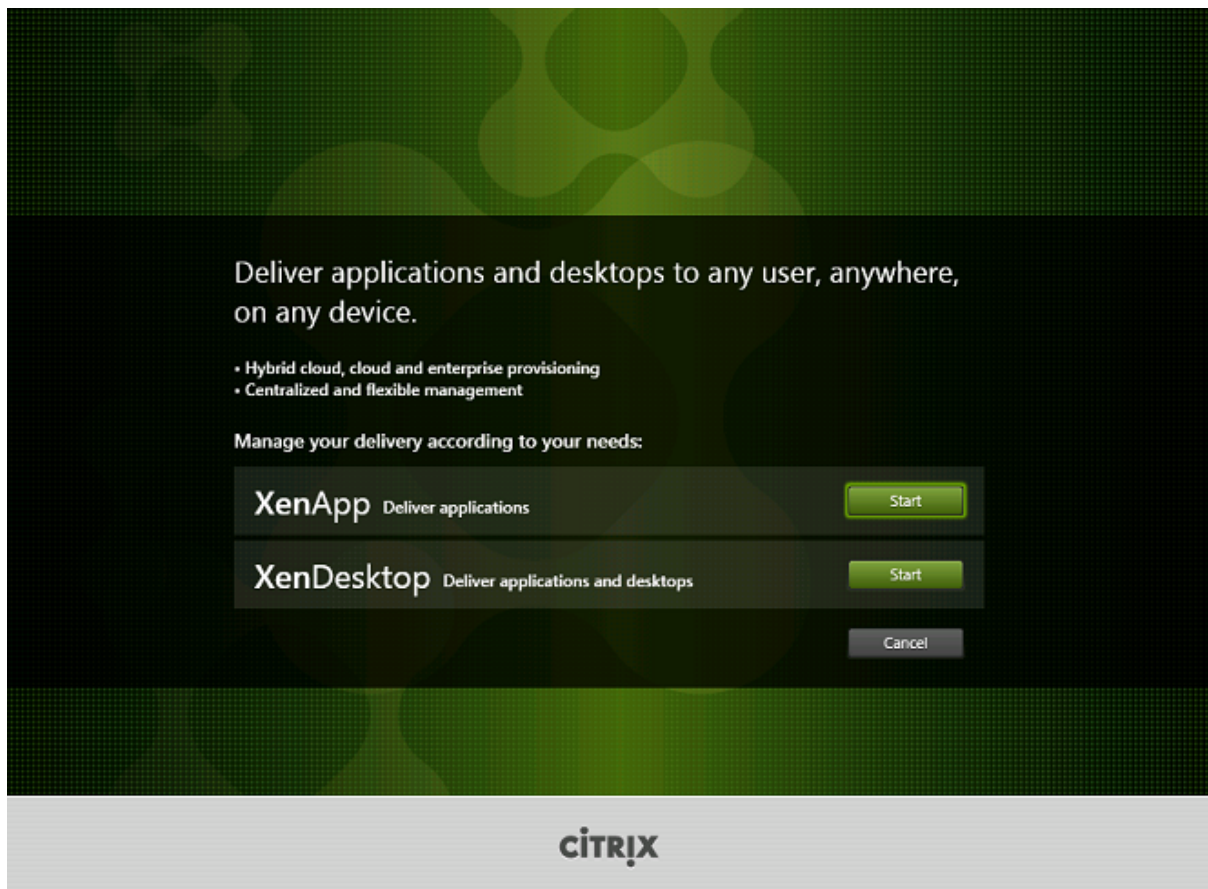 Deliver applications and desktops to any user, anywhere,
on any device.
• Hybrid cloud, cloud and enterprise provisioning
• Centralized and flexible management
Manage your delivery according to your needs:
XenApp Deliver applications
Start
XenDesktop Deliver applications and desktops
Start
Cancel
CİTRIX